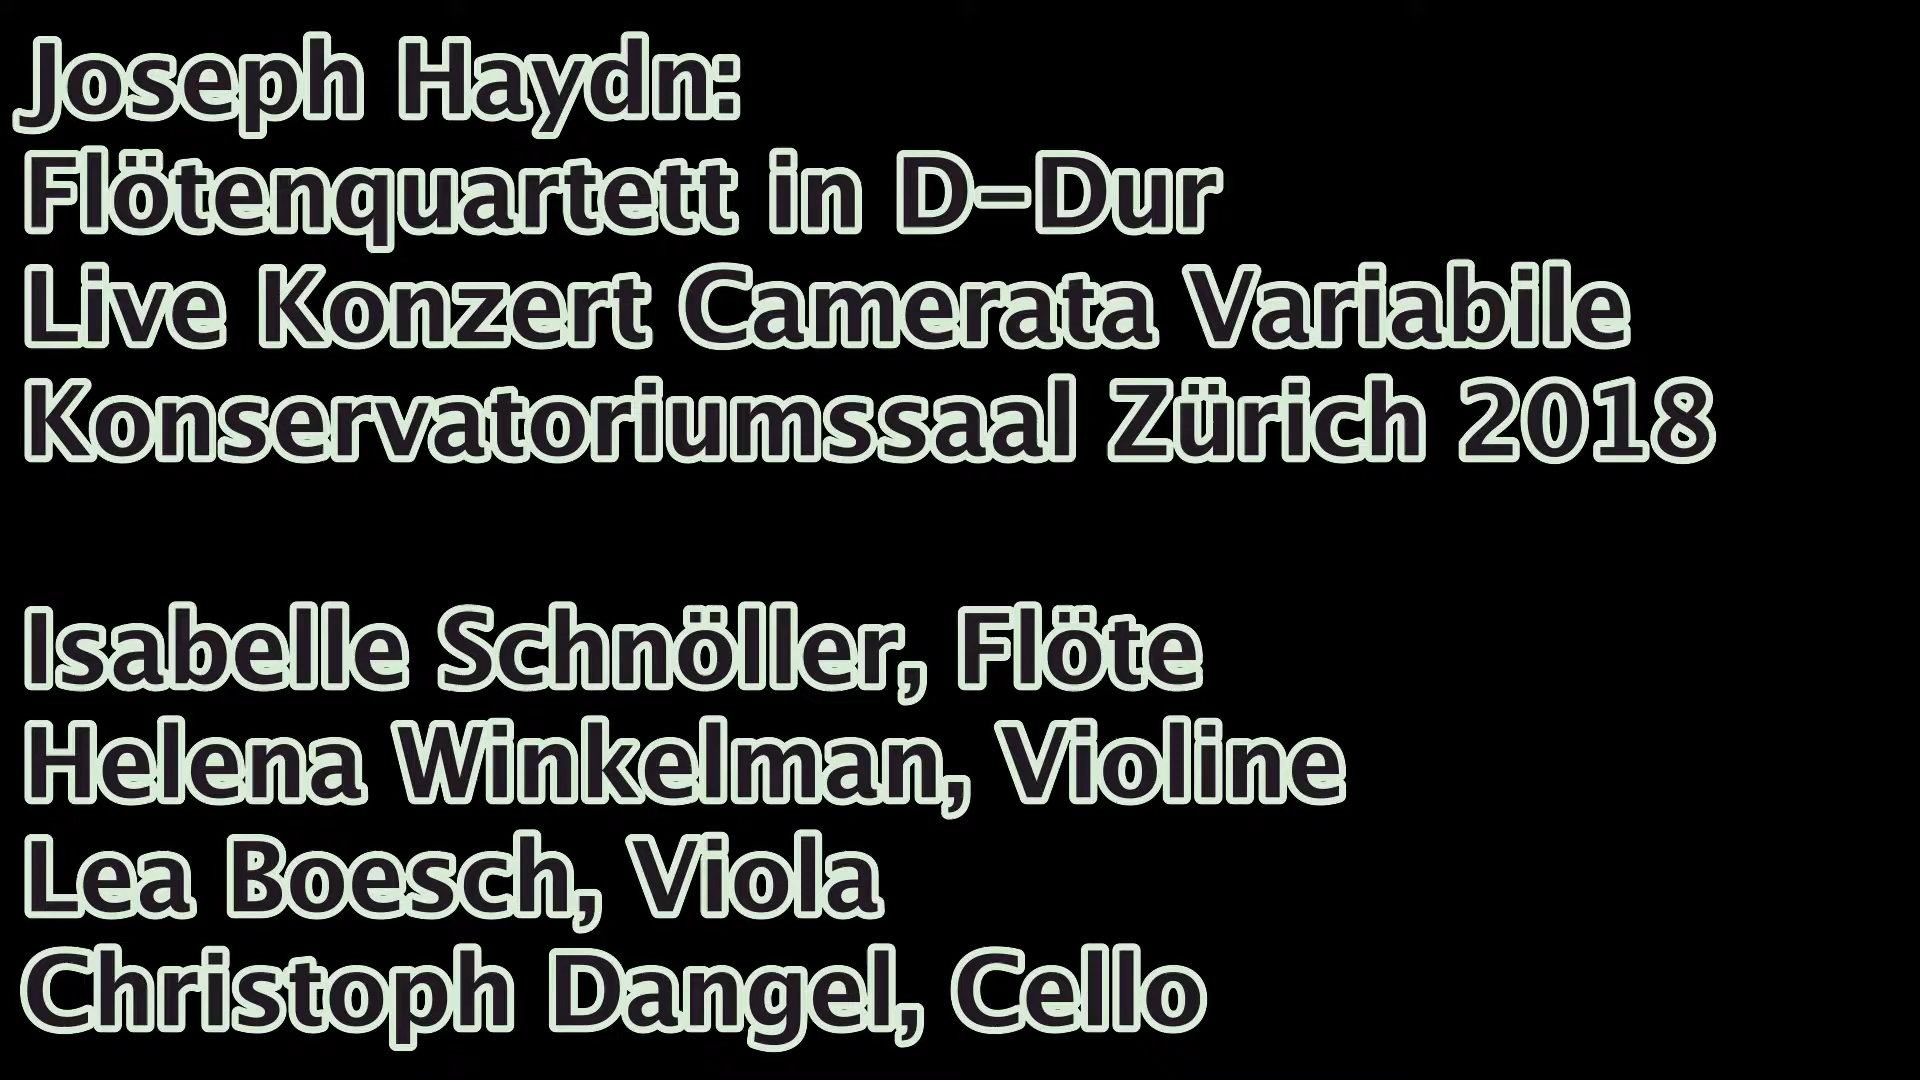 Joseph Haydn:
Flötenquartett in D-Dur
Live Konzert Camerata Variabile
Konservatoriumssaal Zürich 2018
Isabelle Schnöller, Flöte
Helena Winkelman, Violine
Lea Boesch, Viola
Christoph Dangel, Cello